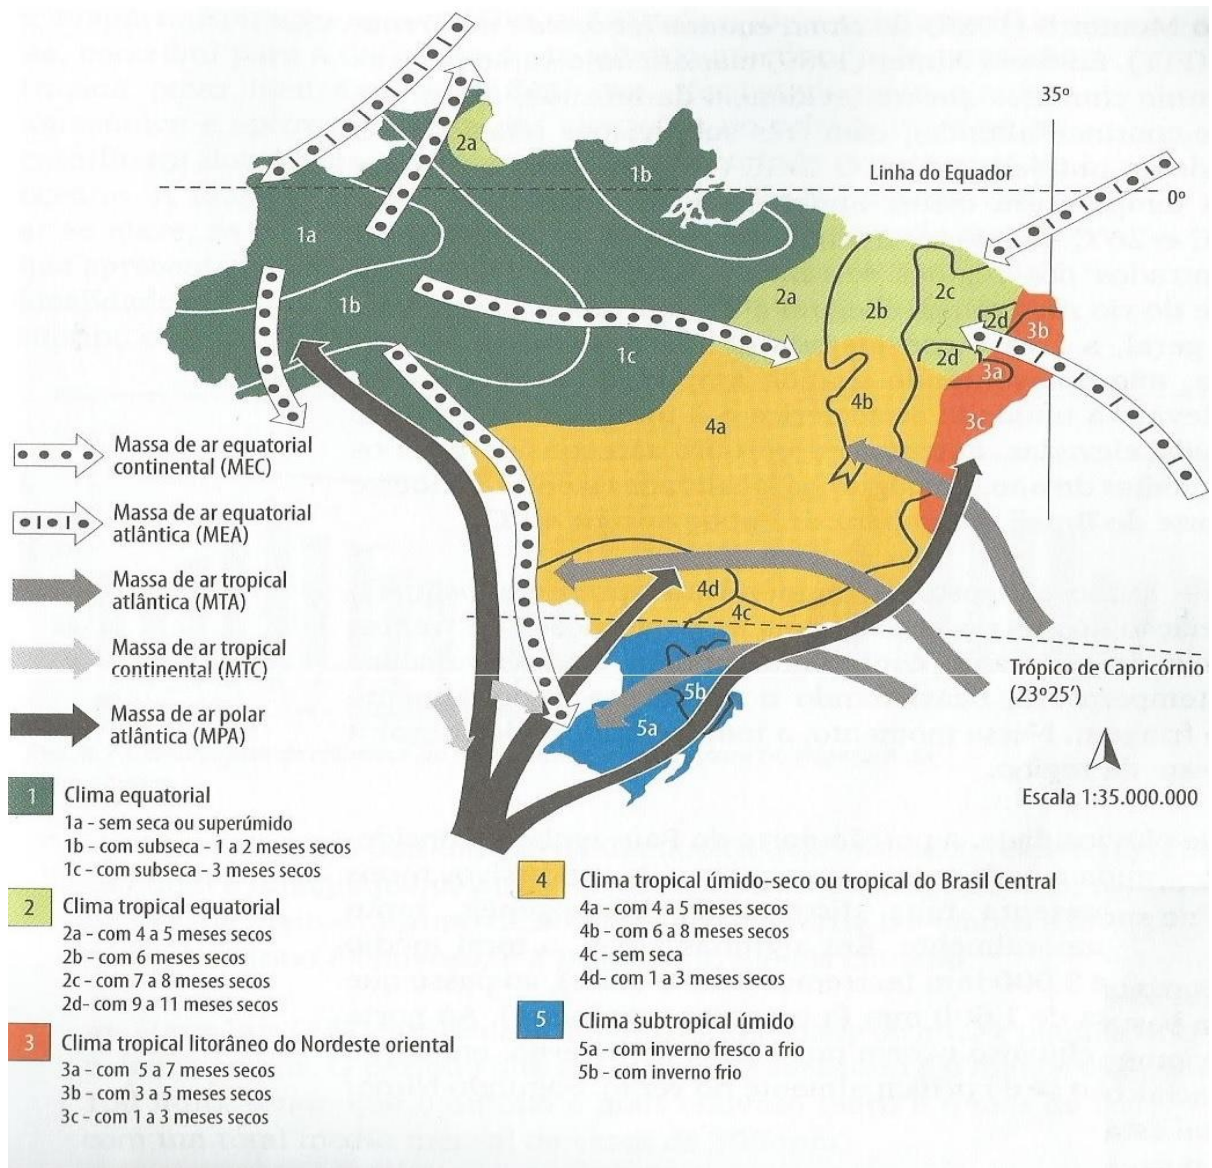 35º
2a
1b
Linha do Equador
0º
1a
1b
2a
2b
2c
2d
3b
1c
2d
3a
4b
4a
3c
Massa de ar equatorial
continental (MEC)
Massa de ar equatorial
atlântica (MEA)
Massa de ar tropical
atlântica (MTA)
Massa de ar tropical
continental (MTC)
Massa de ar polar
atlântica (MPA)
4d
4c
Trópico de Capricórnio
(23º25')
5b
5a
Escala 1:35.000.000
1 Clima equatorial
1a - sem seca ou superúmido
1b - com subseca - 1 a 2 meses secos
1c - com subseca - 3 meses secos
2 Clima tropical equatorial
2a - com 4 a 5 meses secos
2b - com 6 meses secos
2c - com 7 a 8 meses secos
2d- com 9 a 11 meses secos
3 Clima tropical litorâneo do Nordeste oriental
3a - com 5 a 7 meses secos
3b - com 3 a 5 meses secos
3c - com 1 a 3 meses secos
4 Clima tropical úmido-seco ou tropical do Brasil Central
4a - com 4 a 5 meses secos
4b - com 6 a 8 meses secos
4c - sem seca
4d - com 1 a 3 meses secos
5 Clima subtropical úmido
5a - com inverno fresco a frio
5b - com inverno frio